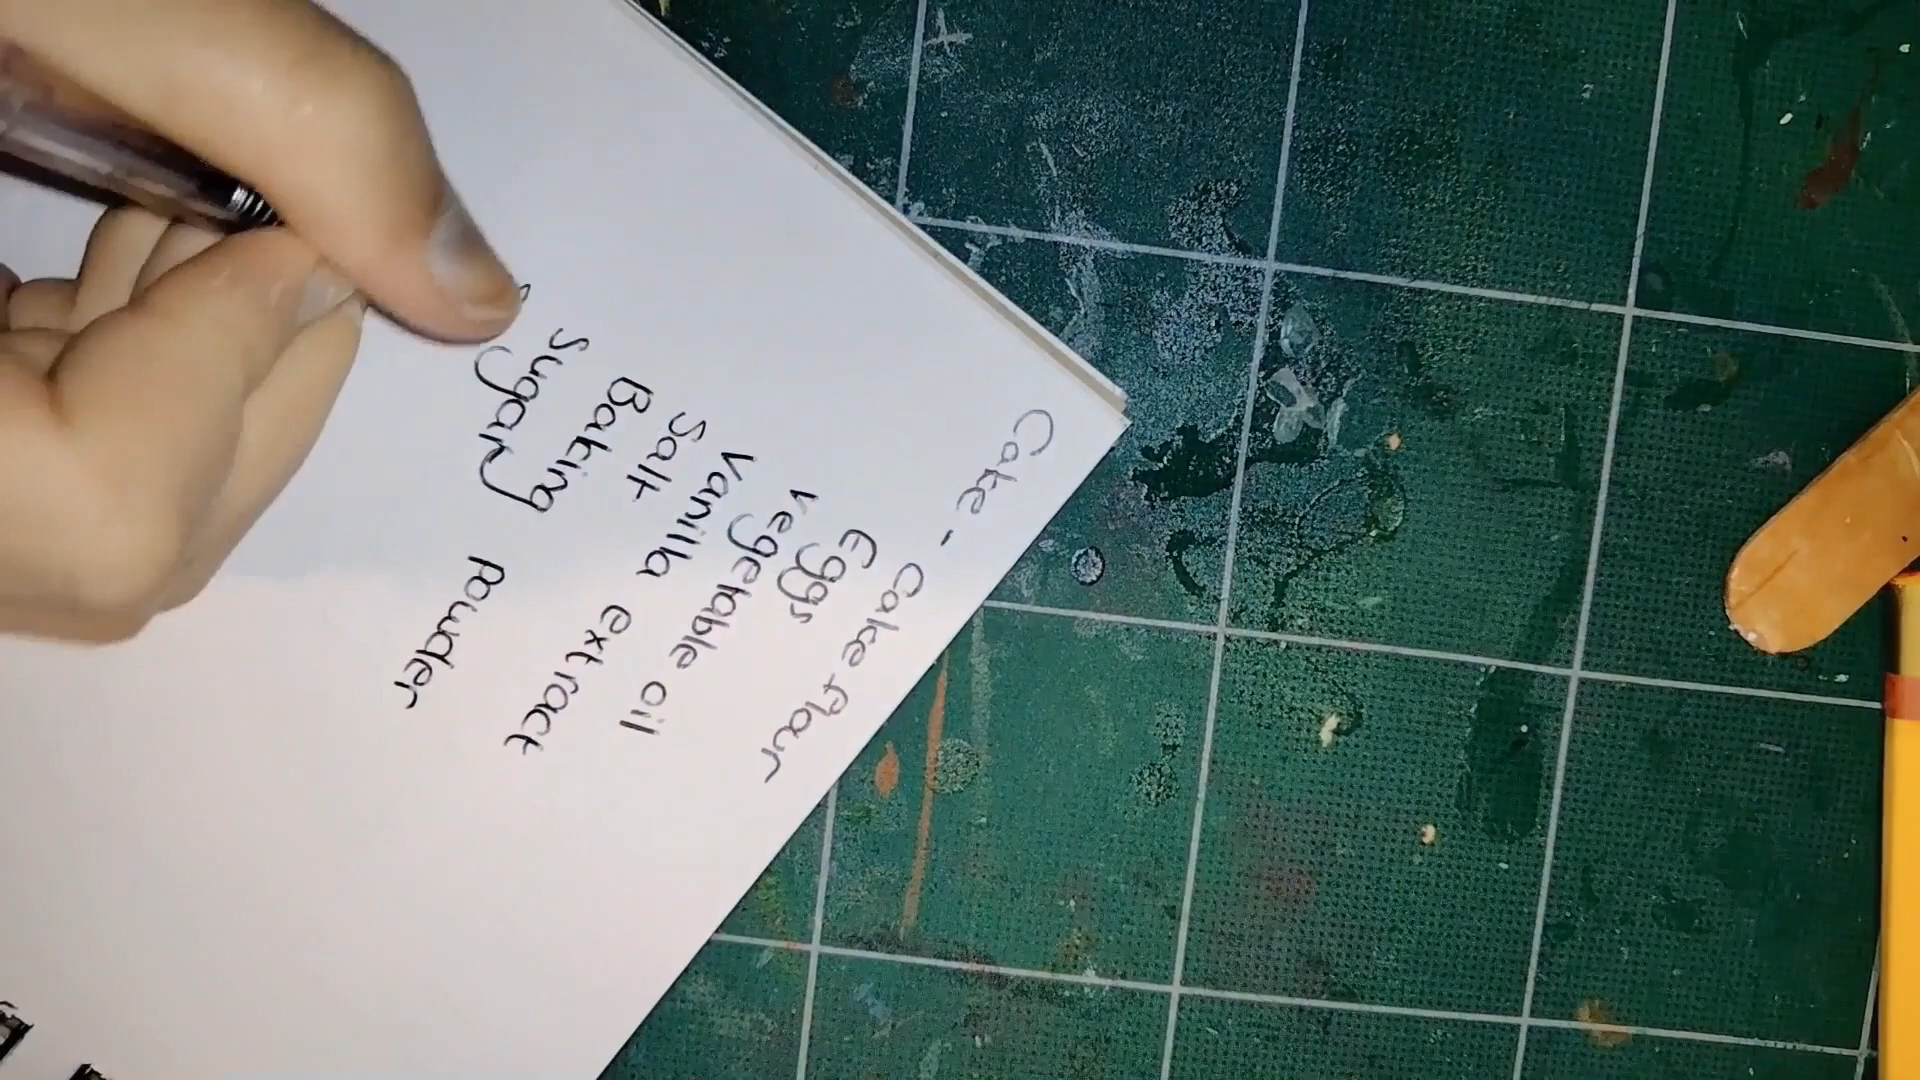 Cake - Cake flour
Eggs
Vegetable oil
Vanilla extract
Salt
Baking powder
Sugar